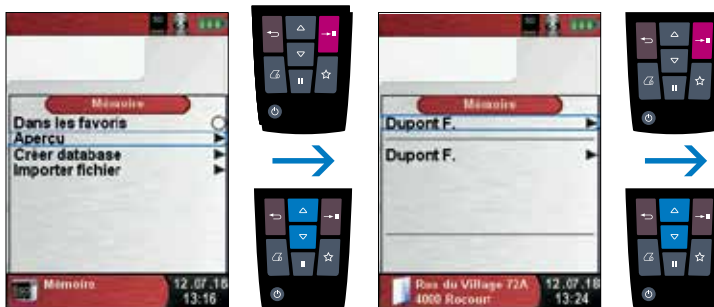 Mémoire
Dans les favoris
Aperçu
Créer database
Importer fichier
Mémoire
12.07.18
13:16
Mémoire
Dupont F.
Dupont F.
Rue du Village 72A
4000 Rocourt
12.07.18
13:24